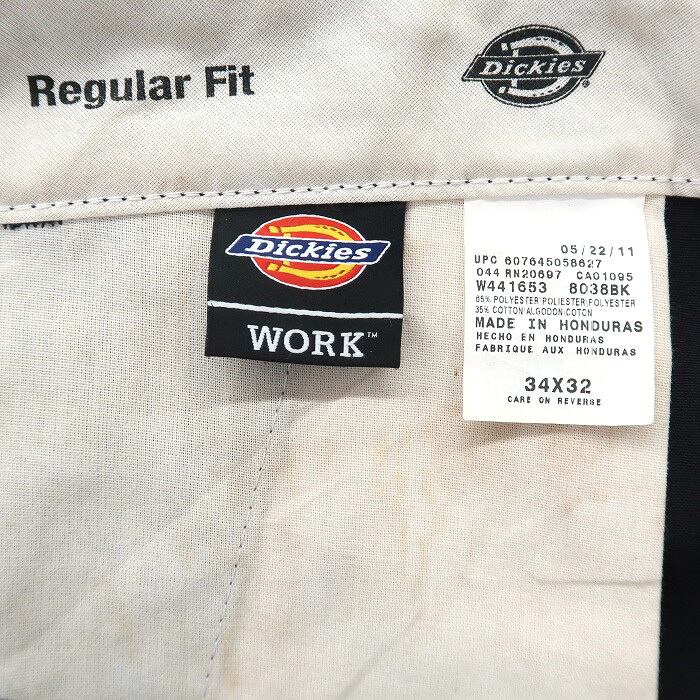 Regular Fit
Dickies
Dickies
WORK™
05/22/11
UPC 607645058627
044 RN20697 CA01095
W441653 8038BK
65% POLYESTER|POLIESTER|POLYESTER
35% COTTON|ALGODON|COTON
MADE IN HONDURAS
HECHO EN HONDURAS
FABRIQUE AUX HONDURAS
34X32
CARE ON REVERSE